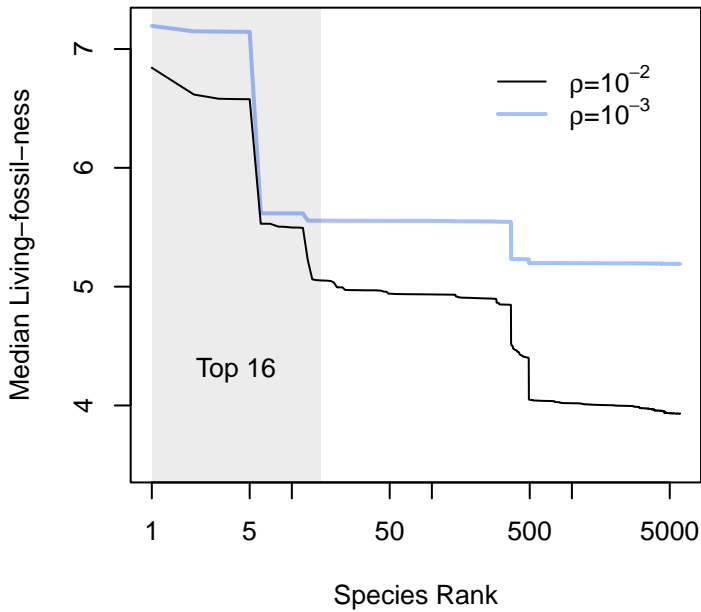 7
6
5
4
Median Living−fossil−ness
ρ=10⁻²
ρ=10⁻³
Top 16
1 5 50 500 5000
Species Rank